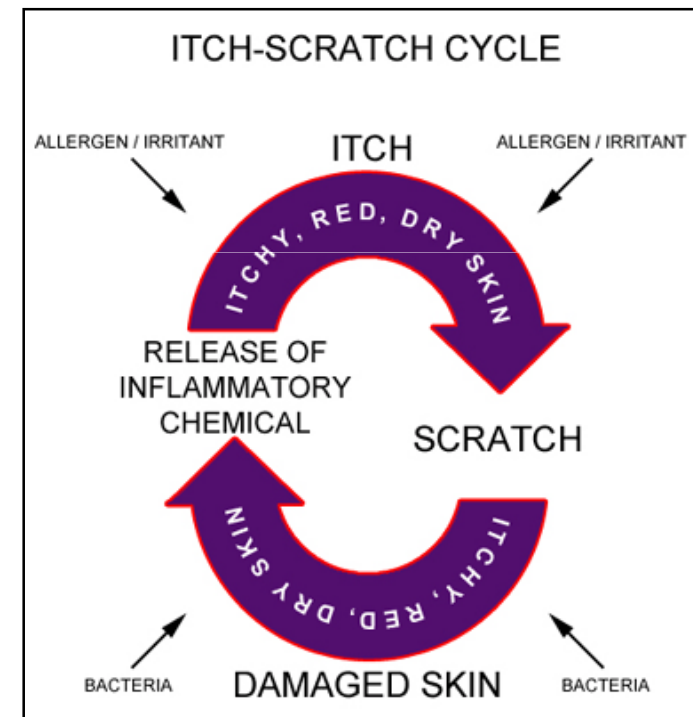 ITCH-SCRATCH CYCLE
ALLERGEN / IRRITANT
ITCH
ALLERGEN / IRRITANT
ITCHY, RED, DRY SKIN
RELEASE OF
INFLAMMATORY
CHEMICAL
SCRATCH
ITCHY, RED, DRY SKIN
BACTERIA
DAMAGED SKIN
BACTERIA